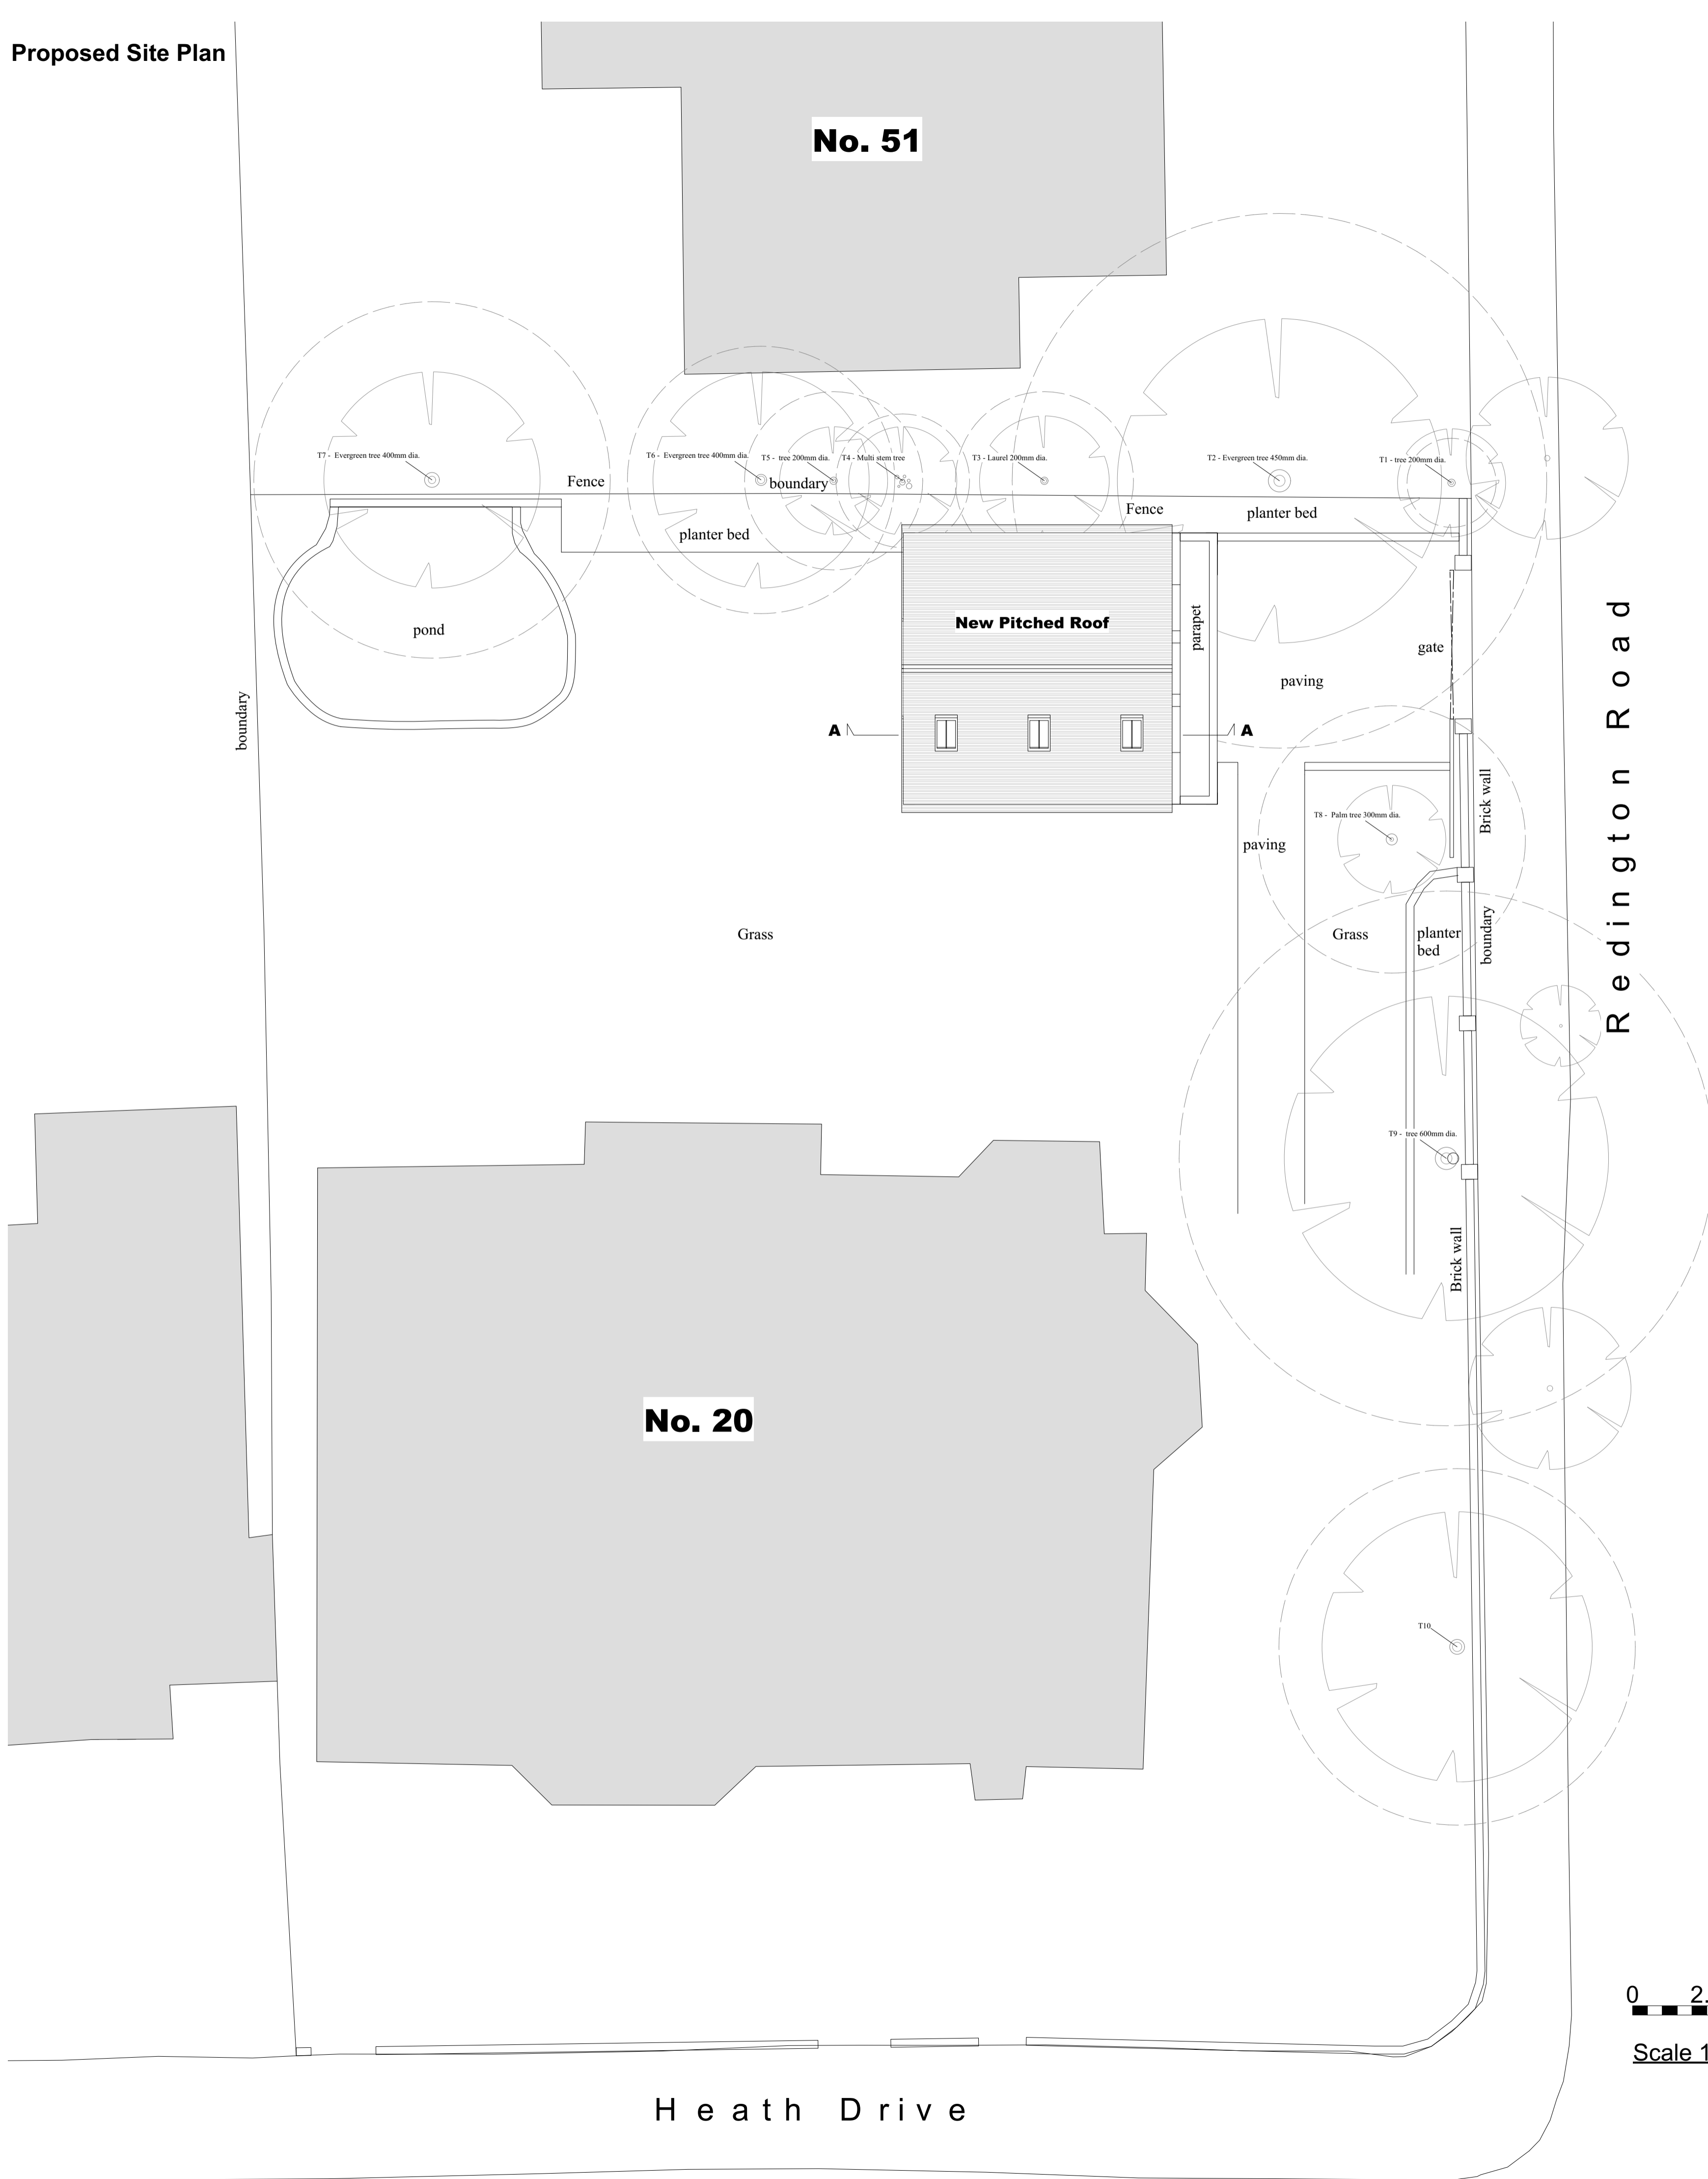 Proposed Site Plan
No. 51
T7 - Evergreen tree 400mm dia.
T6 - Evergreen tree 400mm dia.
T5 - tree 200mm dia.
T4 - Multi stem tree
T3 - Laurel 200mm dia.
T2 - Evergreen tree 450mm dia.
T1 - tree 200mm dia.
Fence
boundary
Fence
planter bed
planter bed
New Pitched Roof
parapet
pond
gate
paving
boundary
A
A
Redington Road
Brick wall
T8 - Palm tree 300mm dia.
paving
Grass
Grass
planter
bed
boundary
T9 - tree 600mm dia.
Brick wall
No. 20
T10
0 2.
Scale 1
Heath Drive